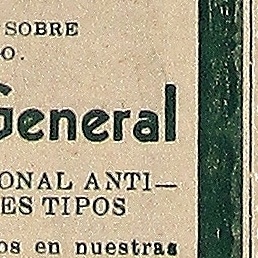 SOBRE
O.
General
ONAL ANTI—
ES TIPOS
os en nuestras